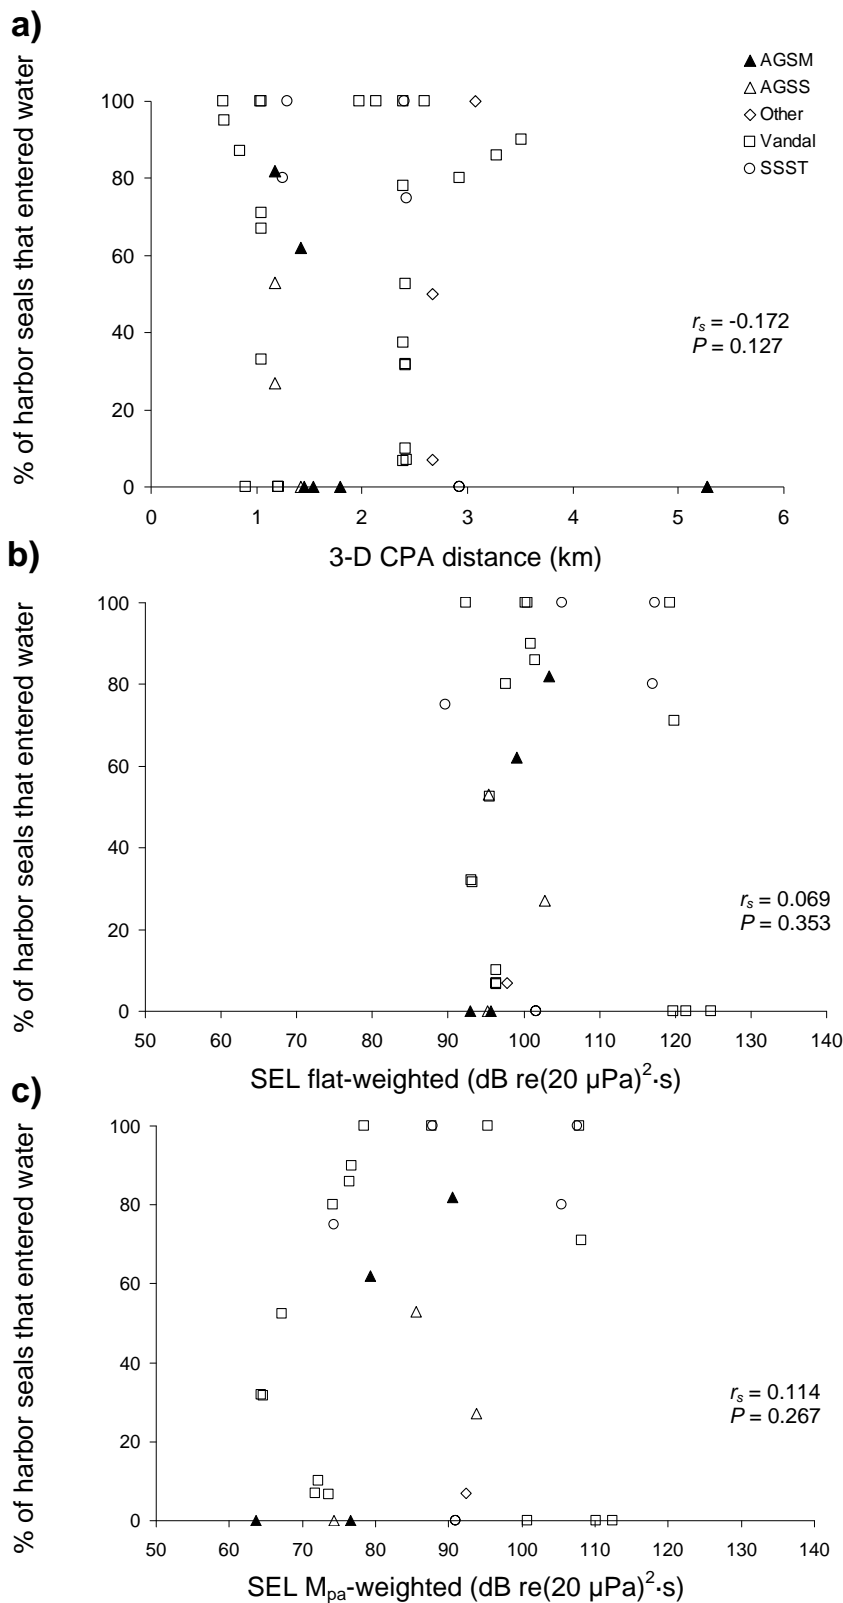 a)
% of harbor seals that entered water
AGSM
AGSS
Other
Vandal
SSST
100
80
60
40
20
0
r_s = -0.172
P = 0.127
0 1 2 3 4 5 6
3-D CPA distance (km)
b)
% of harbor seals that entered water
100
80
60
40
20
0
r_s = 0.069
P = 0.353
50 60 70 80 90 100 110 120 130 140
SEL flat-weighted (dB re(20 µPa)²·s)
c)
% of harbor seals that entered water
100
80
60
40
20
0
r_s = 0.114
P = 0.267
50 60 70 80 90 100 110 120 130 140
SEL M_pa-weighted (dB re(20 µPa)²·s)